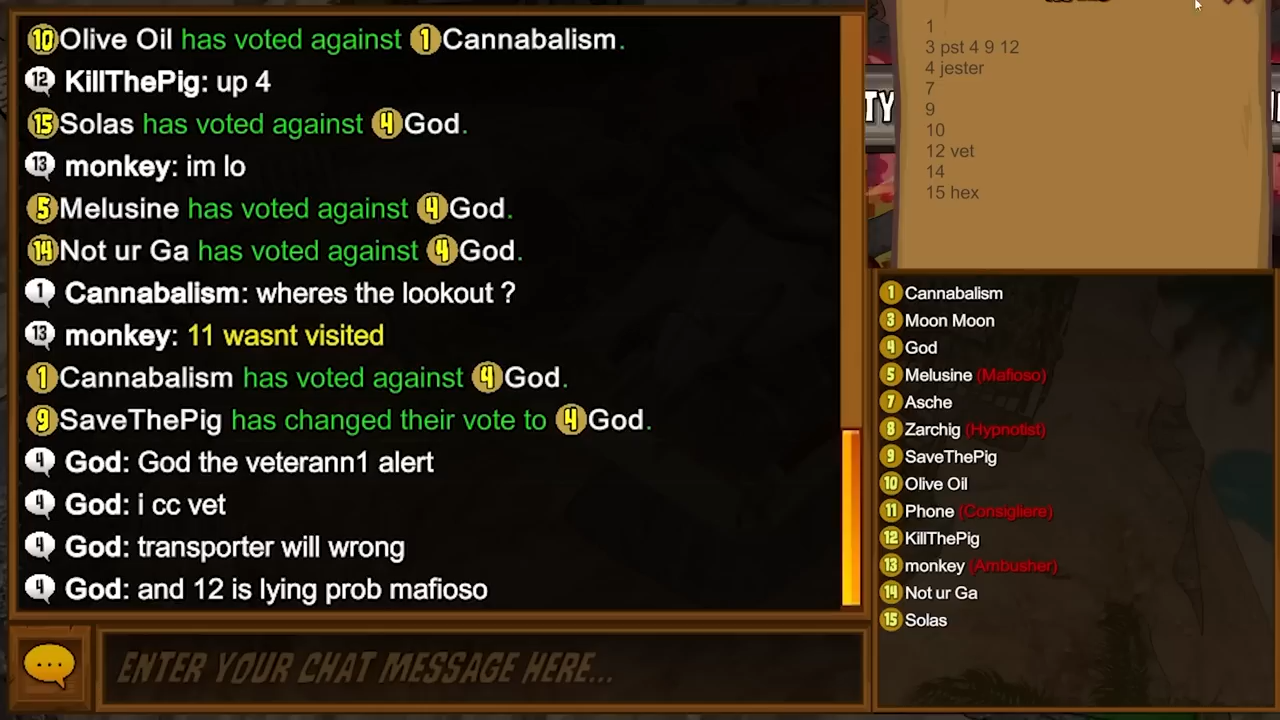 10 Olive Oil has voted against 1 Cannabalism.
12 KillThePig: up 4
15 Solas has voted against 4 God.
13 monkey: im lo
5 Melusine has voted against 4 God.
14 Not ur Ga has voted against 4 God.
1 Cannabalism: wheres the lookout ?
13 monkey: 11 wasnt visited
1 Cannabalism has voted against 4 God.
9 SaveThePig has changed their vote to 4 God.
4 God: God the veterann1 alert
4 God: i cc vet
4 God: transporter will wrong
4 God: and 12 is lying prob mafioso
ENTER YOUR CHAT MESSAGE HERE...
1
3 pst 4 9 12
4 jester
7
9
10
12 vet
14
15 hex
TY
1 Cannabalism
3 Moon Moon
4 God
5 Melusine (Mafioso)
7 Asche
8 Zarchig (Hypnotist)
9 SaveThePig
10 Olive Oil
11 Phone (Consigliere)
12 KillThePig
13 monkey (Ambusher)
14 Not ur Ga
15 Solas